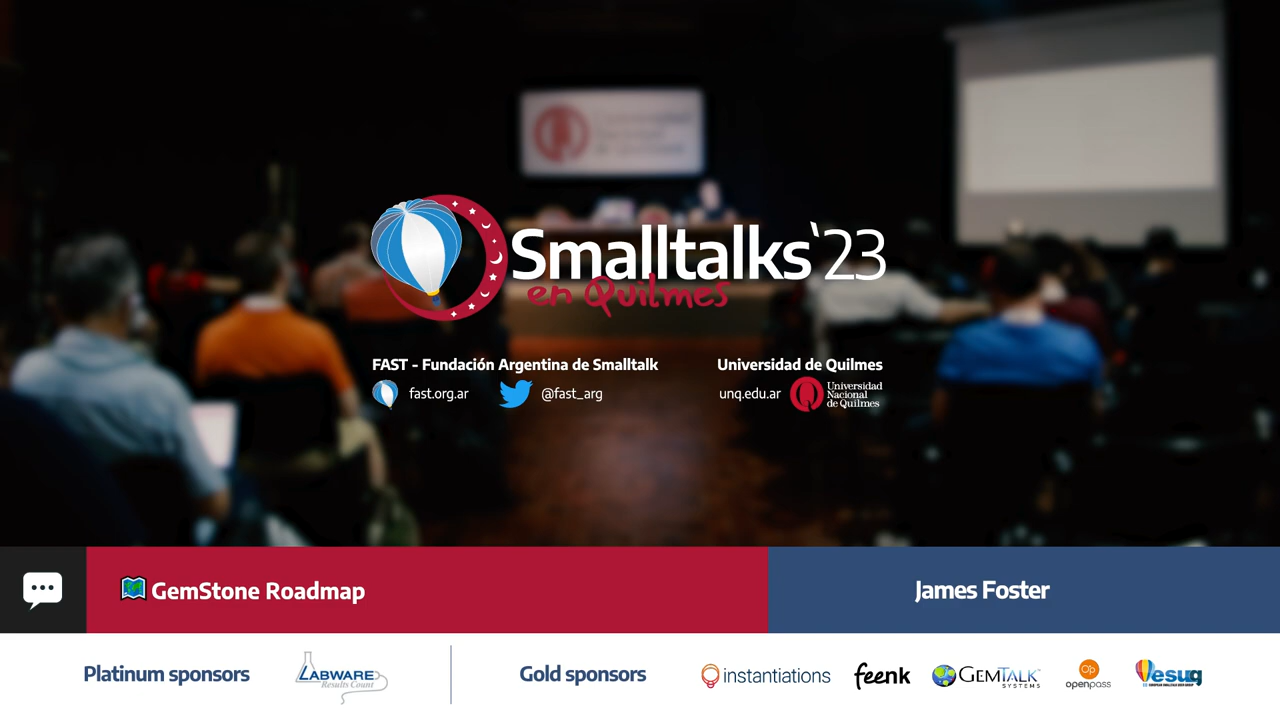 Smalltalks`23
en Quilmes
FAST - Fundación Argentina de Smalltalk
fast.org.ar
@fast_arg
Universidad de Quilmes
unq.edu.ar
Universidad
Nacional
de Quilmes
GemStone Roadmap
James Foster
Platinum sponsors
LABWARE
Results Count
Gold sponsors
instantiations
feenk
GEMTALK
SYSTEMS
openpass
esug